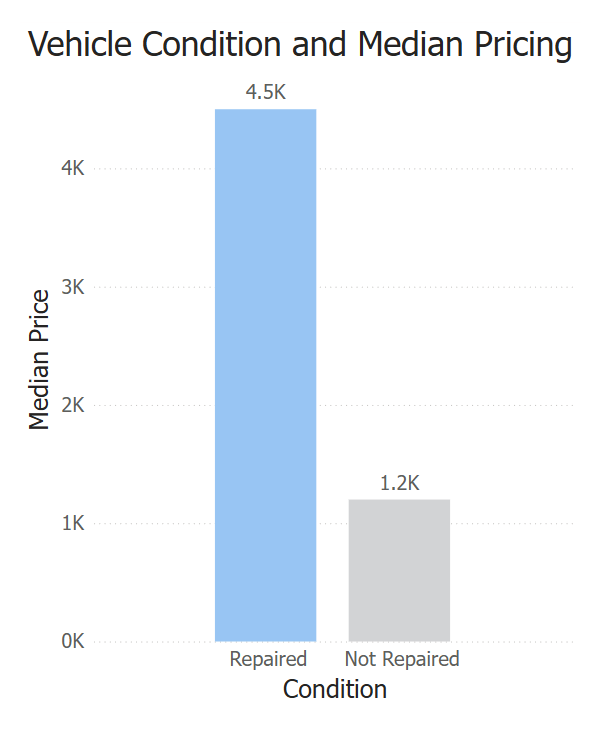 Vehicle Condition and Median Pricing
4.5K
4K
3K
Median Price
2K
1.2K
1K
0K
Repaired Not Repaired
Condition